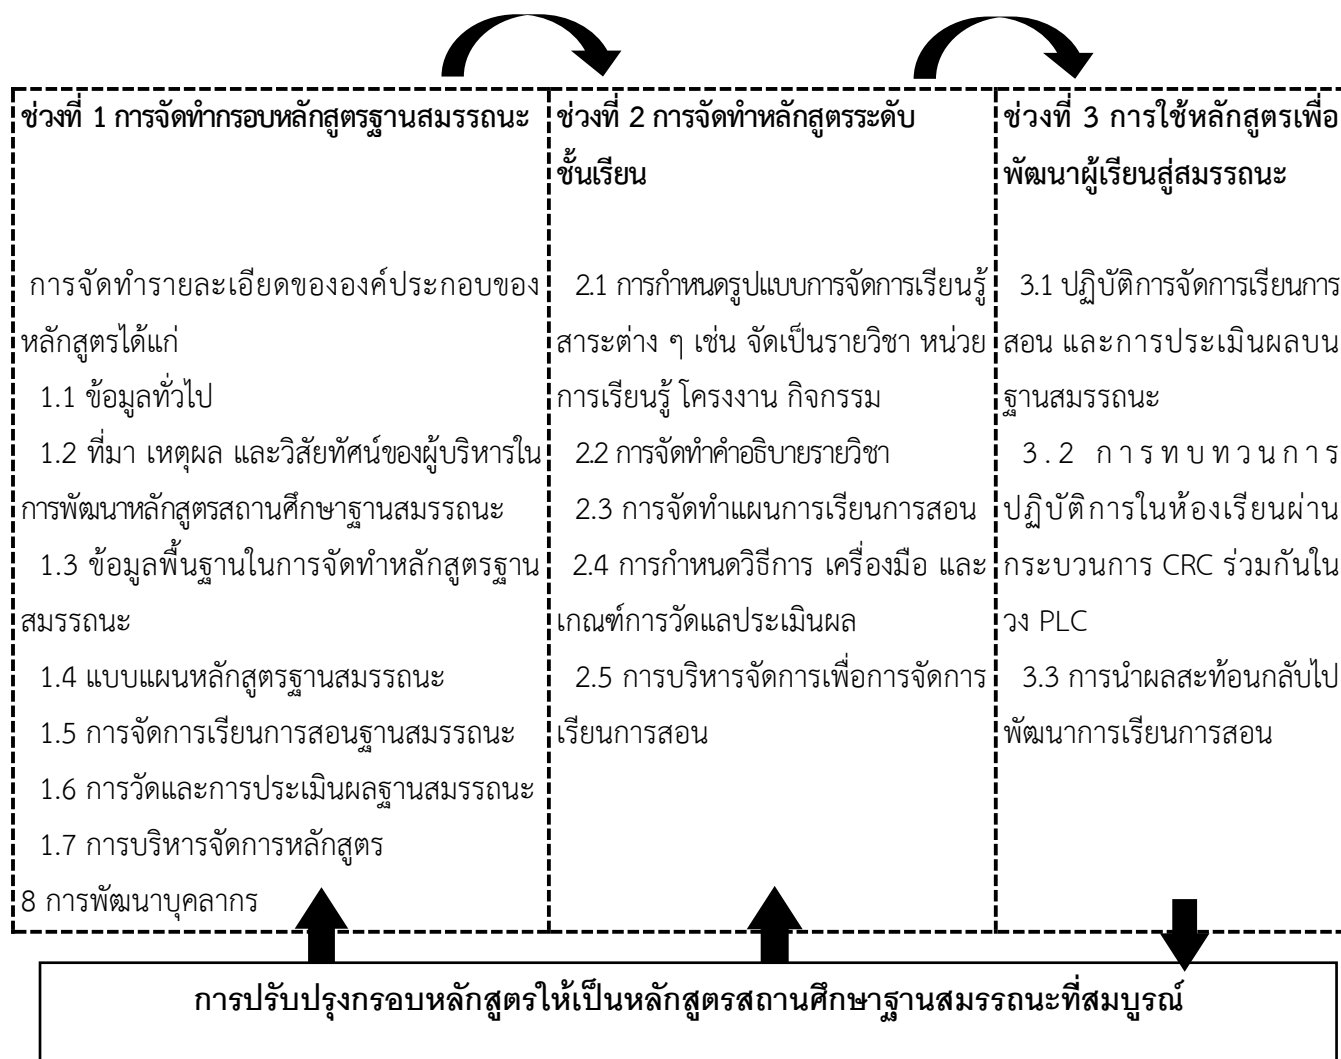 ช่วงที่ 1 การจัดทำกรอบหลักสูตรฐานสมรรถนะ
การจัดทำรายละเอียดขององค์ประกอบของ
หลักสูตรได้แก่
1.1 ข้อมูลทั่วไป
1.2 ที่มา เหตุผล และวิสัยทัศน์ของผู้บริหารใน
การพัฒนาหลักสูตรสถานศึกษาฐานสมรรถนะ
1.3 ข้อมูลพื้นฐานในการจัดทำหลักสูตรฐาน
สมรรถนะ
1.4 แบบแผนหลักสูตรฐานสมรรถนะ
1.5 การจัดการเรียนการสอนฐานสมรรถนะ
1.6 การวัดและการประเมินผลฐานสมรรถนะ
1.7 การบริหารจัดการหลักสูตร
8 การพัฒนาบุคลากร
ช่วงที่ 2 การจัดทำหลักสูตรระดับ
ชั้นเรียน
2.1 การกำหนดรูปแบบการจัดการเรียนรู้
สาระต่าง ๆ เช่น จัดเป็นรายวิชา หน่วย
การเรียนรู้ โครงงาน กิจกรรม
2.2 การจัดทำคำอธิบายรายวิชา
2.3 การจัดทำแผนการเรียนการสอน
2.4 การกำหนดวิธีการ เครื่องมือ และ
เกณฑ์การวัดแลประเมินผล
2.5 การบริหารจัดการเพื่อการจัดการ
เรียนการสอน
ช่วงที่ 3 การใช้หลักสูตรเพื่อ
พัฒนาผู้เรียนสู่สมรรถนะ
3.1 ปฏิบัติการจัดการเรียนการ
สอน และการประเมินผลบน
ฐานสมรรถนะ
3.2 การทบทวนการ
ปฏิบัติการในห้องเรียนผ่าน
กระบวนการ CRC ร่วมกันใน
วง PLC
3.3 การนำผลสะท้อนกลับไป
พัฒนาการเรียนการสอน
การปรับปรุงกรอบหลักสูตรให้เป็นหลักสูตรสถานศึกษาฐานสมรรถนะที่สมบูรณ์